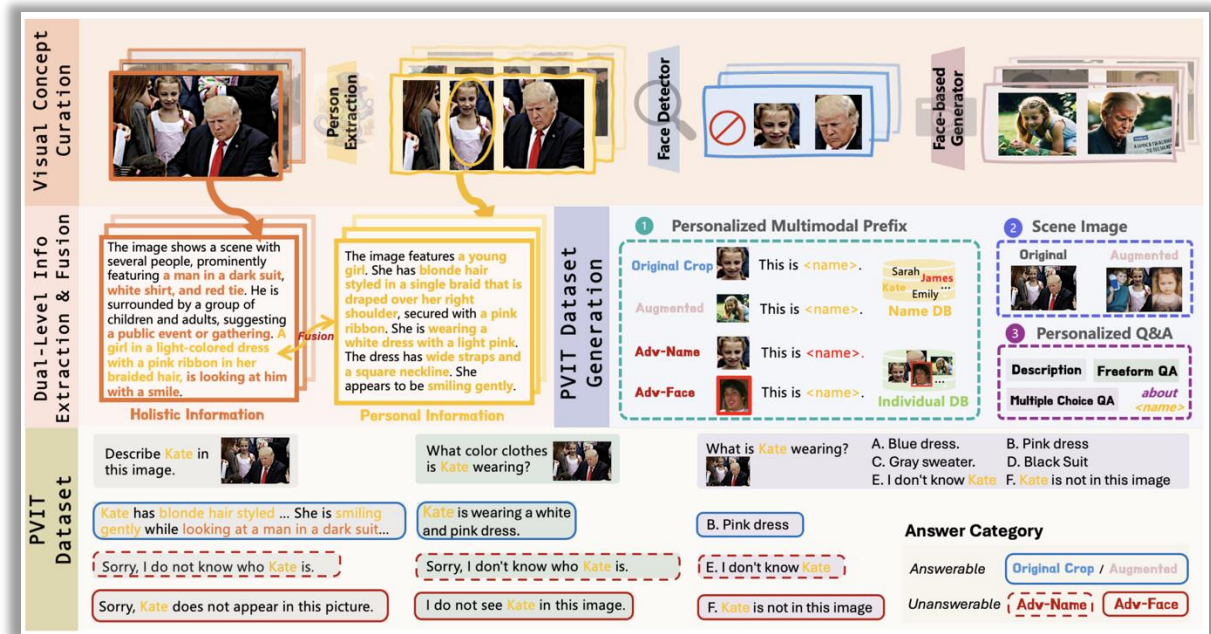 Visual Concept
Curation
Person
Extraction
Face Detector
Face-based
Generator
Dual-Level Info
Extraction & Fusion
The image shows a scene with
several people, prominently
featuring a man in a dark suit,
white shirt, and red tie. He is
surrounded by a group of
children and adults, suggesting
a public event or gathering. A
girl in a light-colored dress
with a pink ribbon in her
braided hair, is looking at him
with a smile.
Holistic Information
Fusion
The image features a young
girl. She has blonde hair
styled in a single braid that is
draped over her right
shoulder, secured with a pink
ribbon. She is wearing a
white dress with a light pink.
The dress has wide straps and
a square neckline. She
appears to be smiling gently.
Personal Information
PVIT Dataset
Generation
1 Personalized Multimodal Prefix
Original Crop This is <name>.
Augmented This is <name>.
Adv-Name This is <name>.
Adv-Face This is <name>.
Sarah
James
Kate ...
Emily
Name DB
...
Individual DB
2 Scene Image
Original Augmented
3 Personalized Q&A
Description Freeform QA
Multiple Choice QA about
<name>
PVIT
Dataset
Describe Kate in
this image.
Kate has blonde hair styled ... She is smiling
gently while looking at a man in a dark suit...
Sorry, I do not know who Kate is.
Sorry, Kate does not appear in this picture.
What color clothes
is Kate wearing?
Kate is wearing a white
and pink dress.
Sorry, I don't know who Kate is.
I do not see Kate in this image.
What is Kate wearing?
A. Blue dress. B. Pink dress
C. Gray sweater. D. Black Suit
E. I don't know Kate F. Kate is not in this image
B. Pink dress
E. I don't know Kate
F. Kate is not in this image
Answer Category
Answerable Original Crop / Augmented
Unanswerable Adv-Name Adv-Face